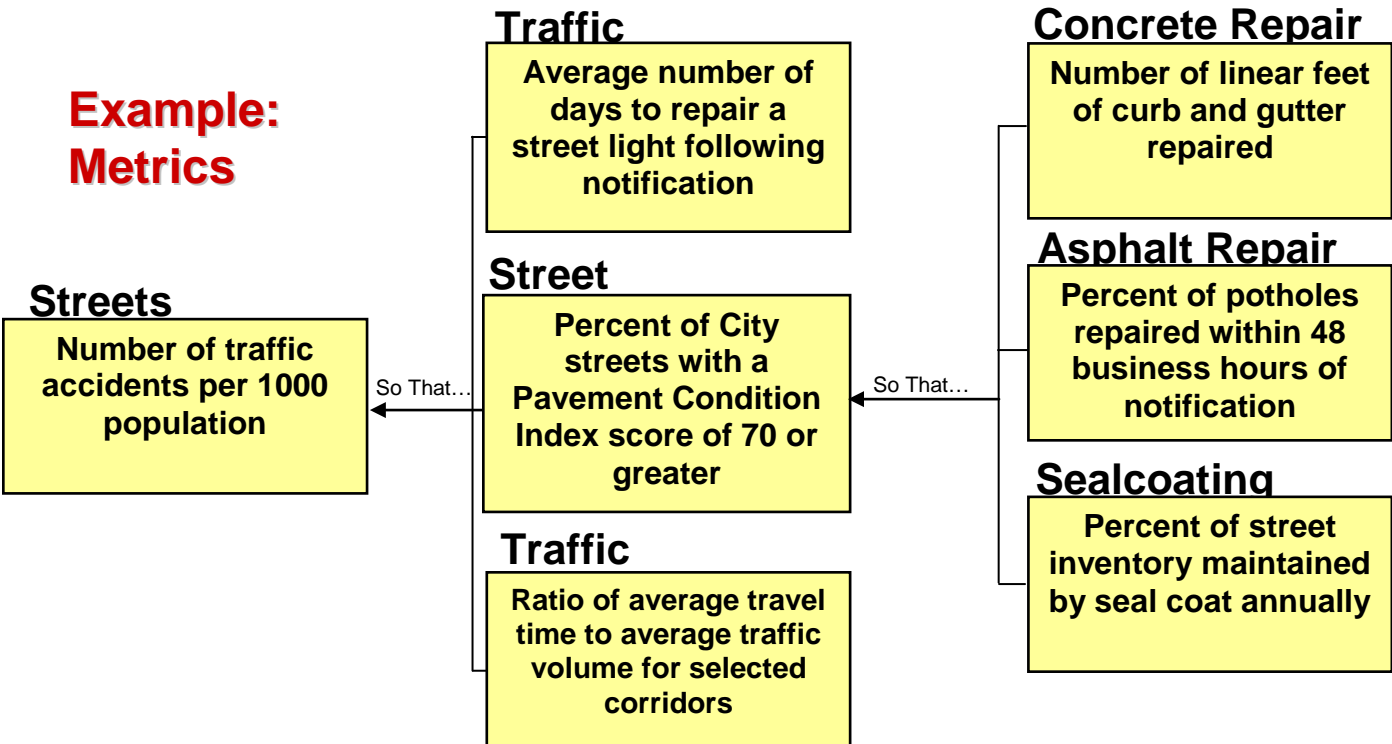 Example:
Metrics
Streets
Number of traffic
accidents per 1000
population
So That…
Traffic
Average number of
days to repair a
street light following
notification
Street
Percent of City
streets with a
Pavement Condition
Index score of 70 or
greater
Traffic
Ratio of average travel
time to average traffic
volume for selected
corridors
So That…
Concrete Repair
Number of linear feet
of curb and gutter
repaired
Asphalt Repair
Percent of potholes
repaired within 48
business hours of
notification
Sealcoating
Percent of street
inventory maintained
by seal coat annually